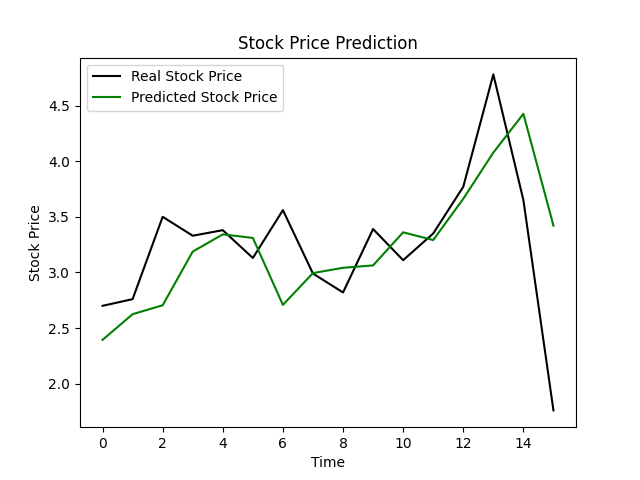 Stock Price Prediction
Real Stock Price
Predicted Stock Price
Stock Price
4.5
4.0
3.5
3.0
2.5
2.0
0 2 4 6 8 10 12 14
Time